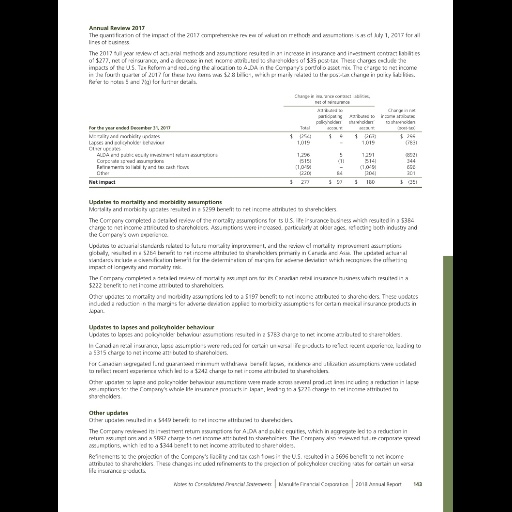 Annual Review 2017
The quantification of the impact of the 2017 comprehensive review of valuation methods and assumptions is as of July 1, 2017 for all
lines of business.
The 2017 full year review of actuarial methods and assumptions resulted in an increase in insurance and investment contract liabilities
of $277, net of reinsurance, and a decrease in net income attributed to shareholders of $35 post-tax. These charges exclude the
impacts of the U.S. Tax Reform and reducing the allocation to ALDA in the Company's portfolio asset mix. The charge to net income
in the fourth quarter of 2017 for these two items was $2.8 billion, which primarily related to the post-tax change in policy liabilities.
Refer to notes 5 and 7(g) for further details.
Change in insurance contract liabilities,
net of reinsurance
For the year ended December 31, 2017 Total Attributed to participating policyholders' account Attributed to shareholders' account Change in net income attributed to shareholders (post-tax)
Mortality and morbidity updates $ (254) $ 9 $ (263) $ 299
Lapses and policyholder behaviour 1,019 – 1,019 (783)
Other updates
ALDA and public equity investment return assumptions 1,296 5 1,291 (892)
Corporate spread assumptions (515) (1) (514) 344
Refinements to liability and tax cash flows (1,049) – (1,049) 696
Other (220) 84 (304) 301
Net impact $ 277 $ 97 $ 180 $ (35)
Updates to mortality and morbidity assumptions
Mortality and morbidity updates resulted in a $299 benefit to net income attributed to shareholders.
The Company completed a detailed review of the mortality assumptions for its U.S. life insurance business which resulted in a $384
charge to net income attributed to shareholders. Assumptions were increased, particularly at older ages, reflecting both industry and
the Company's own experience.
Updates to actuarial standards related to future mortality improvement, and the review of mortality improvement assumptions
globally, resulted in a $264 benefit to net income attributed to shareholders primarily in Canada and Asia. The updated actuarial
standards include a diversification benefit for the determination of margins for adverse deviation which recognizes the offsetting
impact of longevity and mortality risk.
The Company completed a detailed review of morbidity assumptions for its Canadian retail insurance business which resulted in a
$222 benefit to net income attributed to shareholders.
Other updates to mortality and morbidity assumptions led to a $197 benefit to net income attributed to shareholders. These updates
included a reduction in the margins for adverse deviation applied to morbidity assumptions for certain medical insurance products in
Japan.
Updates to lapses and policyholder behaviour
Updates to lapses and policyholder behaviour assumptions resulted in a $783 charge to net income attributed to shareholders.
In Canadian retail insurance, lapse assumptions were reduced for certain universal life products to reflect recent experience, leading to
a $315 charge to net income attributed to shareholders.
For Canadian segregated fund guaranteed minimum withdrawal benefit lapses, incidence and utilization assumptions were updated
to reflect recent experience which led to a $242 charge to net income attributed to shareholders.
Other updates to lapse and policyholder behaviour assumptions were made across several product lines including a reduction in lapse
assumptions for the Company's whole life insurance products in Japan, leading to a $226 charge to net income attributed to
shareholders.
Other updates
Other updates resulted in a $449 benefit to net income attributed to shareholders.
The Company reviewed its investment return assumptions for ALDA and public equities, which in aggregate led to a reduction in
return assumptions and a $892 charge to net income attributed to shareholders. The Company also reviewed future corporate spread
assumptions, which led to a $344 benefit to net income attributed to shareholders.
Refinements to the projection of the Company's liability and tax cash flows in the U.S. resulted in a $696 benefit to net income
attributed to shareholders. These changes included refinements to the projection of policyholder crediting rates for certain universal
life insurance products.
Notes to Consolidated Financial Statements | Manulife Financial Corporation | 2018 Annual Report 143